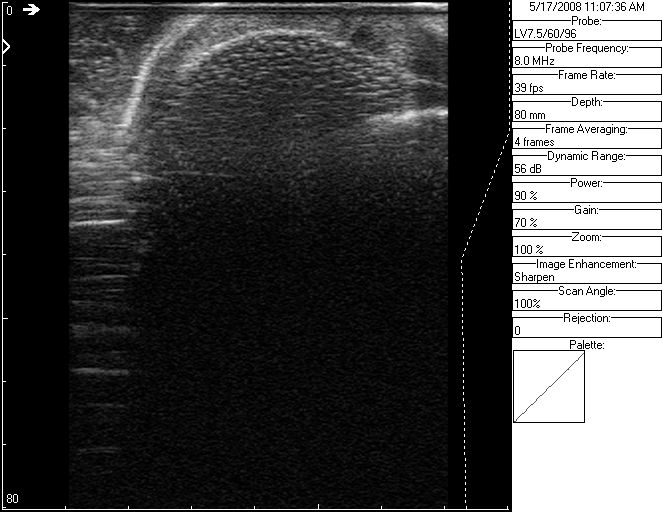 0
80
5/17/2008 11:07:36 AM
Probe:
LV7.5/60/96
Probe Frequency:
8.0 MHz
Frame Rate:
39 fps
Depth:
80 mm
Frame Averaging:
4 frames
Dynamic Range:
56 dB
Power:
90 %
Gain:
70 %
Zoom:
100 %
Image Enhancement:
Sharpen
Scan Angle:
100%
Rejection:
0
Palette: